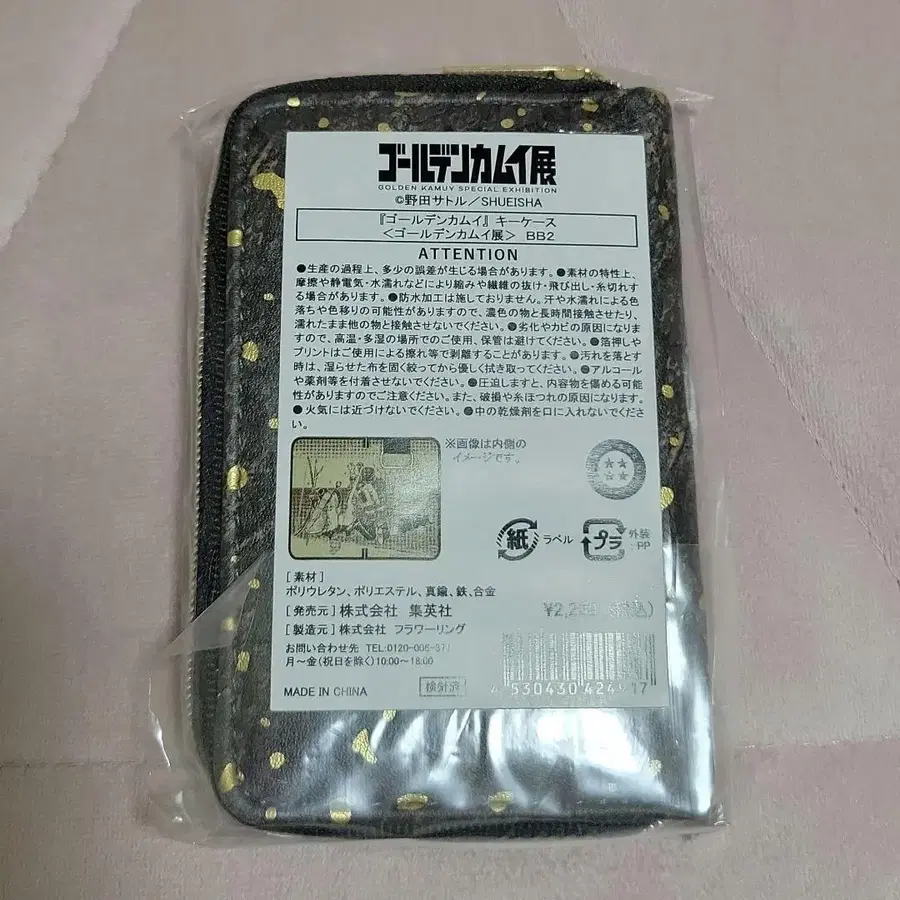 ゴールデンカムイ展
GOLDEN KAMUY SPECIAL EXHIBITION
©野田サトル/SHUEISHA
『ゴールデンカムイ』キーケース
<ゴールデンカムイ展> BB2
ATTENTION
●生産の過程上、多少の誤差が生じる場合があります。●素材の特性上、
摩擦や静電気・水濡れなどにより縮みや繊維の抜け・飛び出し・糸切れす
る場合があります。●防水加工は施しておりません。汗や水濡れによる色
落ちや色移りの可能性がありますので、濃色の物と長時間接触させたり、
濡れたまま他の物と接触させないでください。●劣化やカビの原因になりま
すので、高温・多湿の場所でのご使用、保管は避けてください。●箔押しや
プリントはご使用による擦れ等で剥離することがあります。●汚れを落とす
時は、湿らせた布を固く絞ってから優しく拭き取ってください。●アルコール
や薬剤等を付着させないでください。●圧迫しますと、内容物を傷める可能
性がありますのでご注意ください。また、破損や糸ほつれの原因になります。
●火気には近づけないでください。●中の乾燥剤を口に入れないでくださ
い。
※画像は内側の
イメージです。
紙 ラベル
プラ 外装:PP
[素材]
ポリウレタン、ポリエステル、真鍮、鉄、合金
[発売元] 株式会社 集英社
[製造元] 株式会社 フラワーリング
お問い合わせ先 TEL:0120-005-37
月〜金(祝日を除く)10:00〜18:00
MADE IN CHINA
検針済